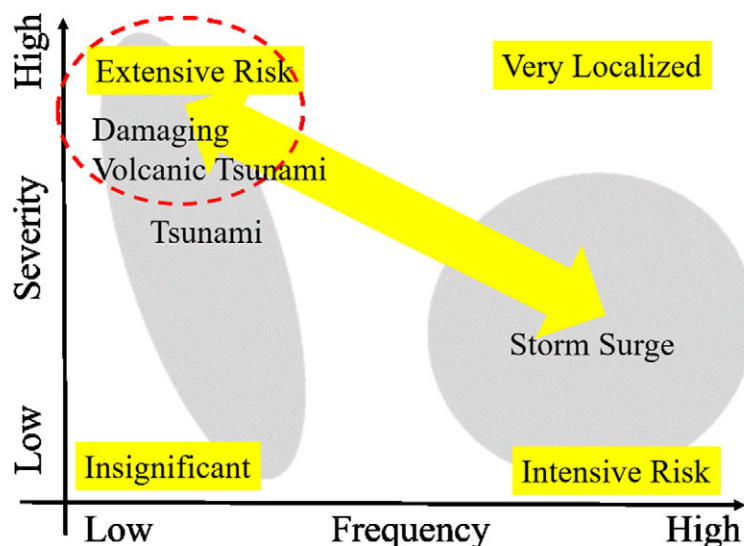 High
Extensive Risk
Very Localized
Damaging
Volcanic Tsunami
Tsunami
Severity
Storm Surge
Low
Insignificant
Intensive Risk
Low
Frequency
High